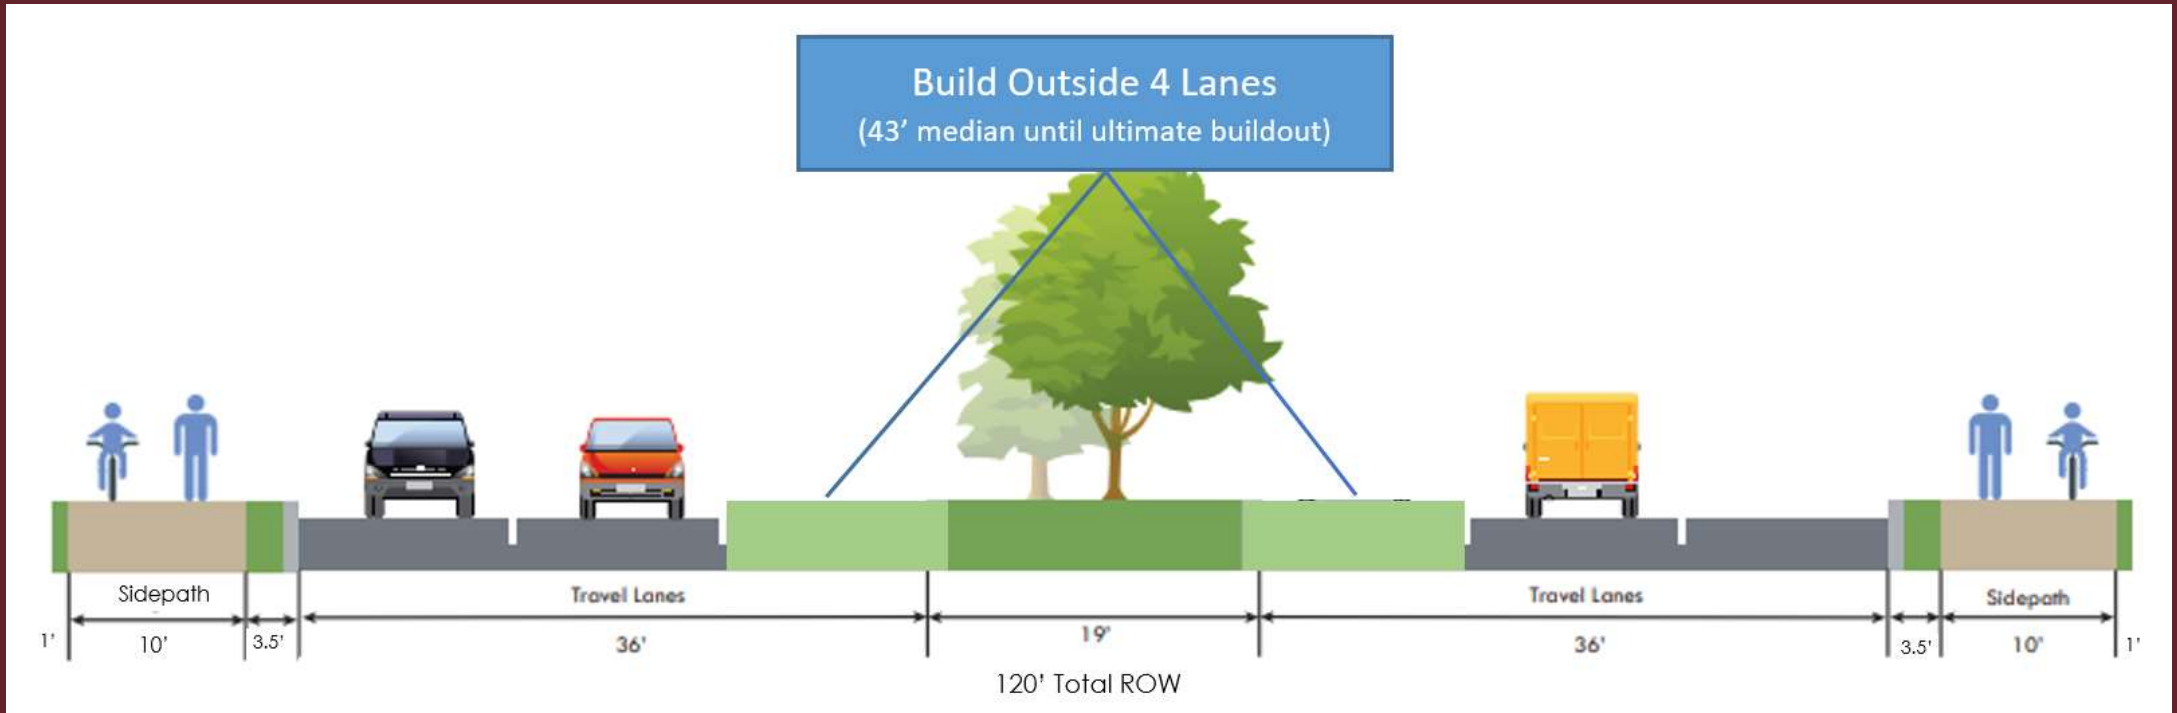 Build Outside 4 Lanes
(43’ median until ultimate buildout)
Sidepath
Travel Lanes
Travel Lanes
Sidepath
1'
10'
3.5'
36'
19'
36'
3.5'
10'
1'
120’ Total ROW